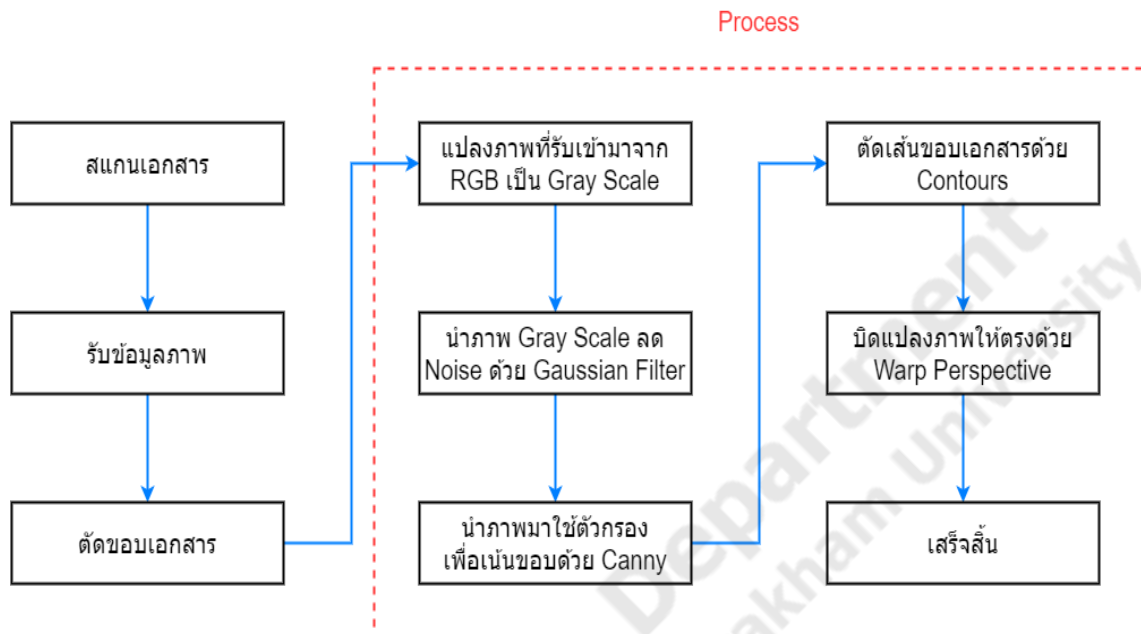 Process
สแกนเอกสาร
รับข้อมูลภาพ
ตัดขอบเอกสาร
แปลงภาพที่รับเข้ามาจาก
RGB เป็น Gray Scale
นำภาพ Gray Scale ลด
Noise ด้วย Gaussian Filter
นำภาพมาใช้ตัวกรอง
เพื่อเน้นขอบด้วย Canny
ตัดเส้นขอบเอกสารด้วย
Contours
บิดแปลงภาพให้ตรงด้วย
Warp Perspective
เสร็จสิ้น
Department
University